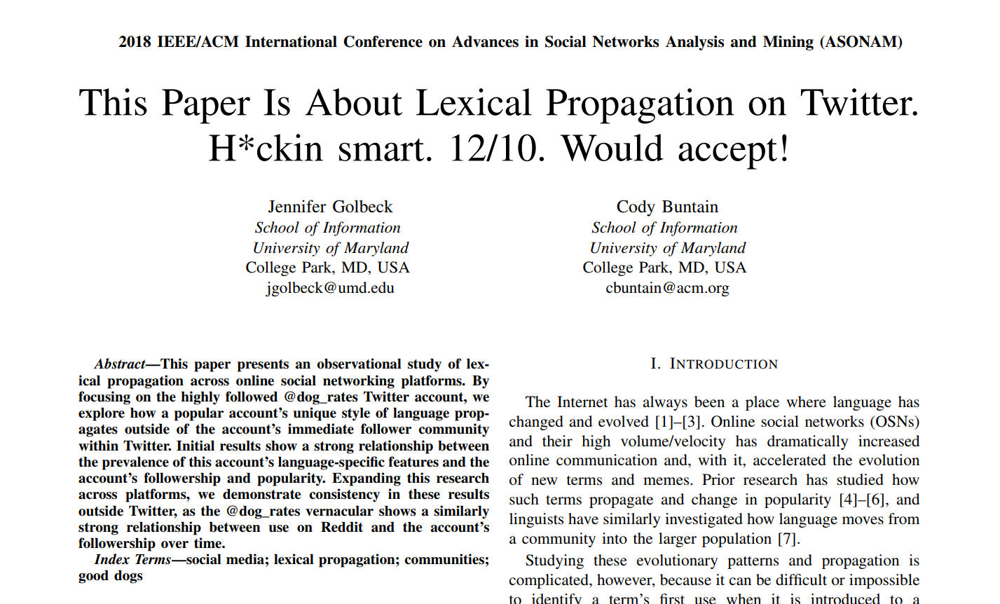 2018 IEEE/ACM International Conference on Advances in Social Networks Analysis and Mining (ASONAM)
This Paper Is About Lexical Propagation on Twitter.
H*ckin smart. 12/10. Would accept!
Jennifer Golbeck
School of Information
University of Maryland
College Park, MD, USA
jgolbeck@umd.edu
Cody Buntain
School of Information
University of Maryland
College Park, MD, USA
cbuntain@acm.org
Abstract—This paper presents an observational study of lex-
ical propagation across online social networking platforms. By
focusing on the highly followed @dog_rates Twitter account, we
explore how a popular account's unique style of language prop-
agates outside of the account's immediate follower community
within Twitter. Initial results show a strong relationship between
the prevalence of this account's language-specific features and the
account's followership and popularity. Expanding this research
across platforms, we demonstrate consistency in these results
outside Twitter, as the @dog_rates vernacular shows a similarly
strong relationship between use on Reddit and the account's
followership over time.
Index Terms—social media; lexical propagation; communities;
good dogs
I. INTRODUCTION
The Internet has always been a place where language has
changed and evolved [1]–[3]. Online social networks (OSNs)
and their high volume/velocity has dramatically increased
online communication and, with it, accelerated the evolution
of new terms and memes. Prior research has studied how
such terms propagate and change in popularity [4]–[6], and
linguists have similarly investigated how language moves from
a community into the larger population [7].
Studying these evolutionary patterns and propagation is
complicated, however, because it can be difficult or impossible
to identify a term's first use when it is introduced to a